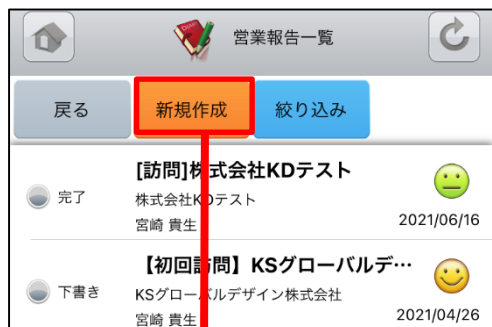 営業報告一覧
戻る 新規作成 絞り込み
[訪問]株式会社KDテスト
完了 株式会社KDテスト
宮崎 貴生 2021/06/16
【初回訪問】KSグローバルデ…
下書き KSグローバルデザイン株式会社
宮崎 貴生 2021/04/26